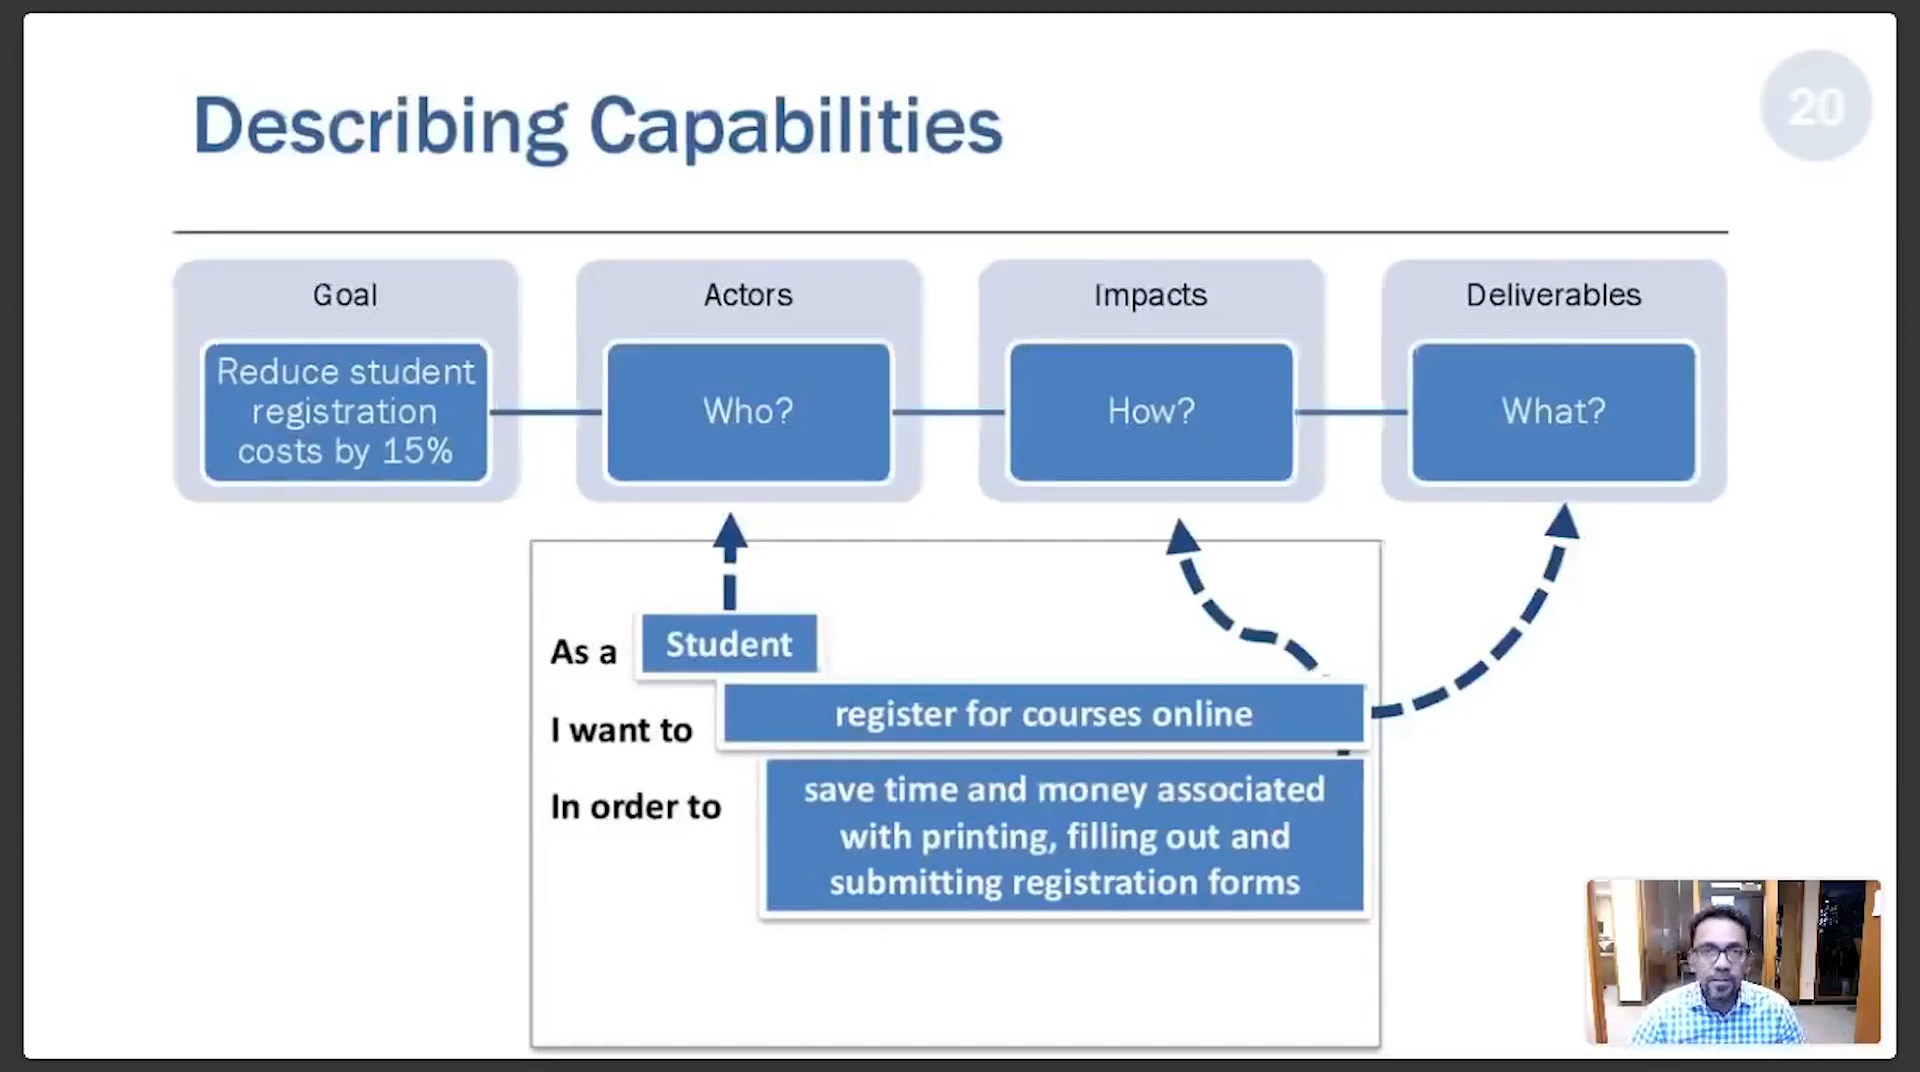 Describing Capabilities
20
Goal
Actors
Impacts
Deliverables
Reduce student
registration
costs by 15%
Who?
How?
What?
As a
Student
I want to
register for courses online
In order to
save time and money associated
with printing, filling out and
submitting registration forms